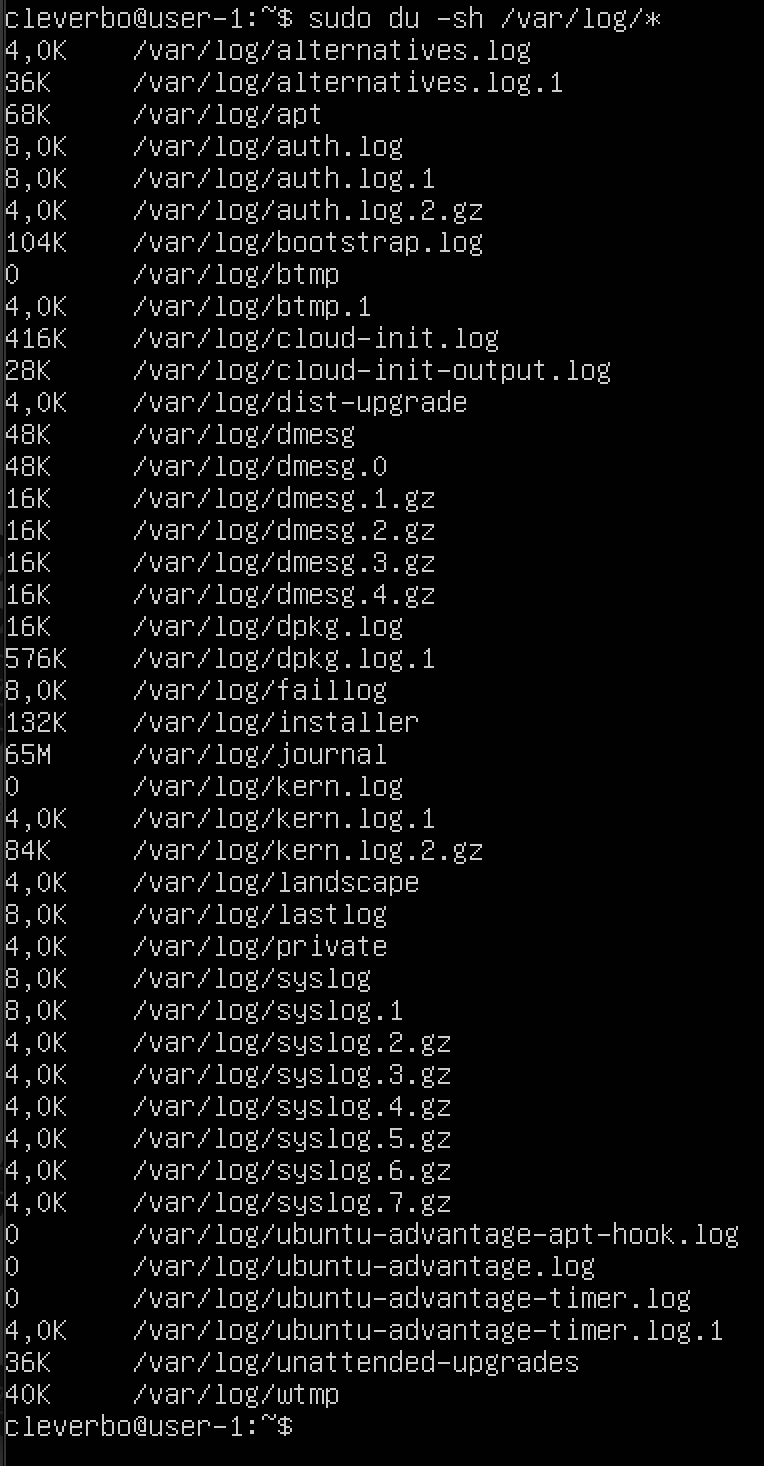 cleverbo@user-1:~$ sudo du -sh /var/log/*
4,0K /var/log/alternatives.log
36K /var/log/alternatives.log.1
68K /var/log/apt
8,0K /var/log/auth.log
8,0K /var/log/auth.log.1
4,0K /var/log/auth.log.2.gz
104K /var/log/bootstrap.log
0 /var/log/btmp
4,0K /var/log/btmp.1
416K /var/log/cloud-init.log
28K /var/log/cloud-init-output.log
4,0K /var/log/dist-upgrade
48K /var/log/dmesg
48K /var/log/dmesg.0
16K /var/log/dmesg.1.gz
16K /var/log/dmesg.2.gz
16K /var/log/dmesg.3.gz
16K /var/log/dmesg.4.gz
16K /var/log/dpkg.log
576K /var/log/dpkg.log.1
8,0K /var/log/faillog
132K /var/log/installer
65M /var/log/journal
0 /var/log/kern.log
4,0K /var/log/kern.log.1
84K /var/log/kern.log.2.gz
4,0K /var/log/landscape
8,0K /var/log/lastlog
4,0K /var/log/private
8,0K /var/log/syslog
8,0K /var/log/syslog.1
4,0K /var/log/syslog.2.gz
4,0K /var/log/syslog.3.gz
4,0K /var/log/syslog.4.gz
4,0K /var/log/syslog.5.gz
4,0K /var/log/syslog.6.gz
4,0K /var/log/syslog.7.gz
0 /var/log/ubuntu-advantage-apt-hook.log
0 /var/log/ubuntu-advantage.log
0 /var/log/ubuntu-advantage-timer.log
4,0K /var/log/ubuntu-advantage-timer.log.1
36K /var/log/unattended-upgrades
40K /var/log/wtmp
cleverbo@user-1:~$